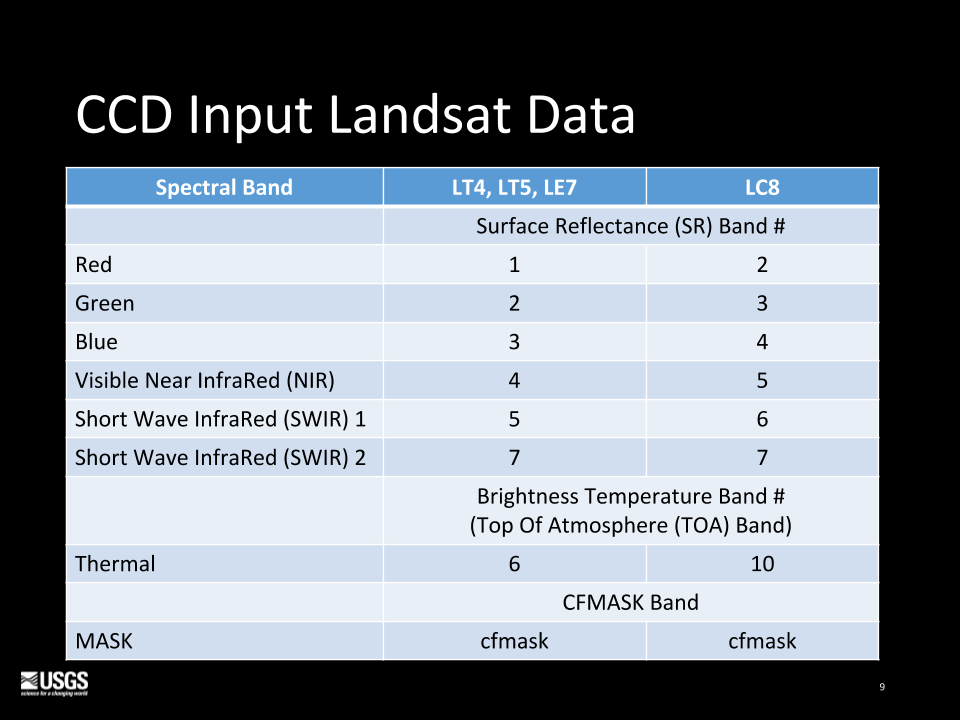 CCD Input Landsat Data
Spectral Band LT4, LT5, LE7 LC8
Surface Reflectance (SR) Band #
Red 1 2
Green 2 3
Blue 3 4
Visible Near InfraRed (NIR) 4 5
Short Wave InfraRed (SWIR) 1 5 6
Short Wave InfraRed (SWIR) 2 7 7
Brightness Temperature Band #
(Top Of Atmosphere (TOA) Band)
Thermal 6 10
CFMASK Band
MASK cfmask cfmask
USGS
science for a changing world
9